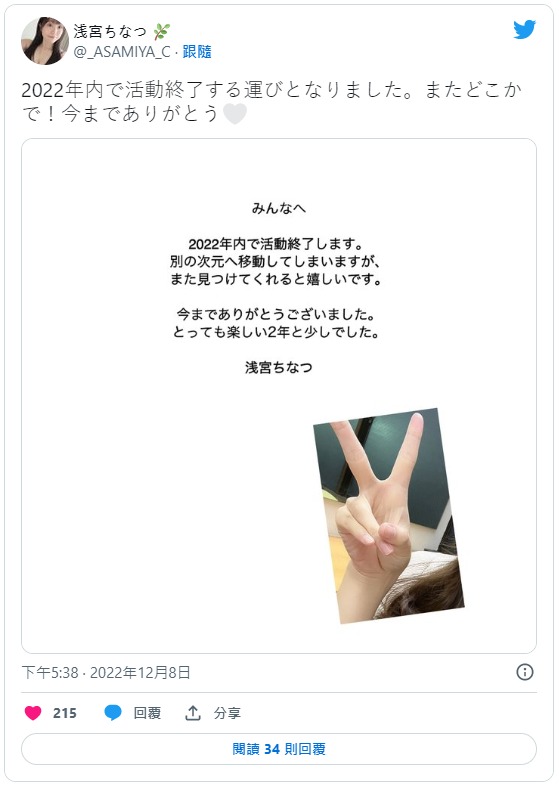 浅宮ちなつ
@_ASAMIYA_C · 跟隨
2022年内で活動終了する運びとなりました。またどこか
で！今までありがとう🤍
みんなへ
2022年内で活動終了します。
別の次元へ移動してしまいますが、
また見つけてくれると嬉しいです。
今までありがとうございました。
とっても楽しい2年と少しでした。
浅宮ちなつ
下午5:38 · 2022年12月8日
215 回覆 分享
閱讀 34 則回覆